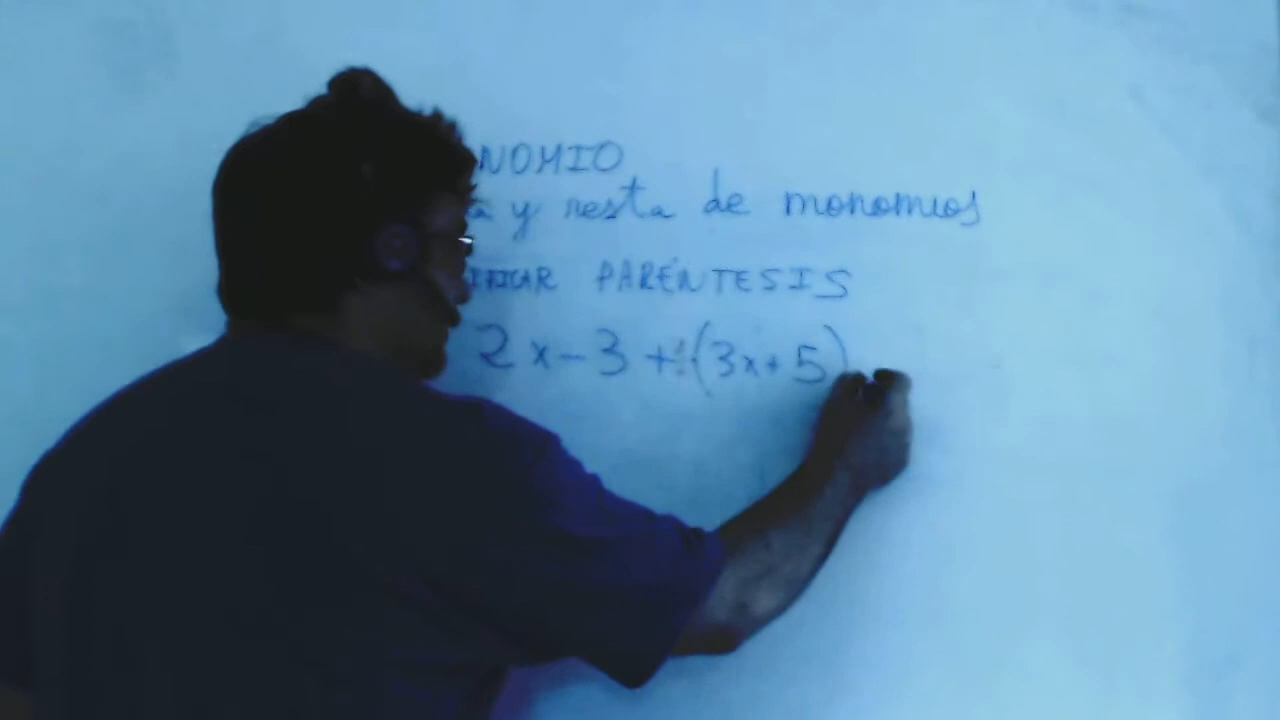 NOMIO
a y resta de monomios
PARÉNTESIS
2x-3+1(3x+5)